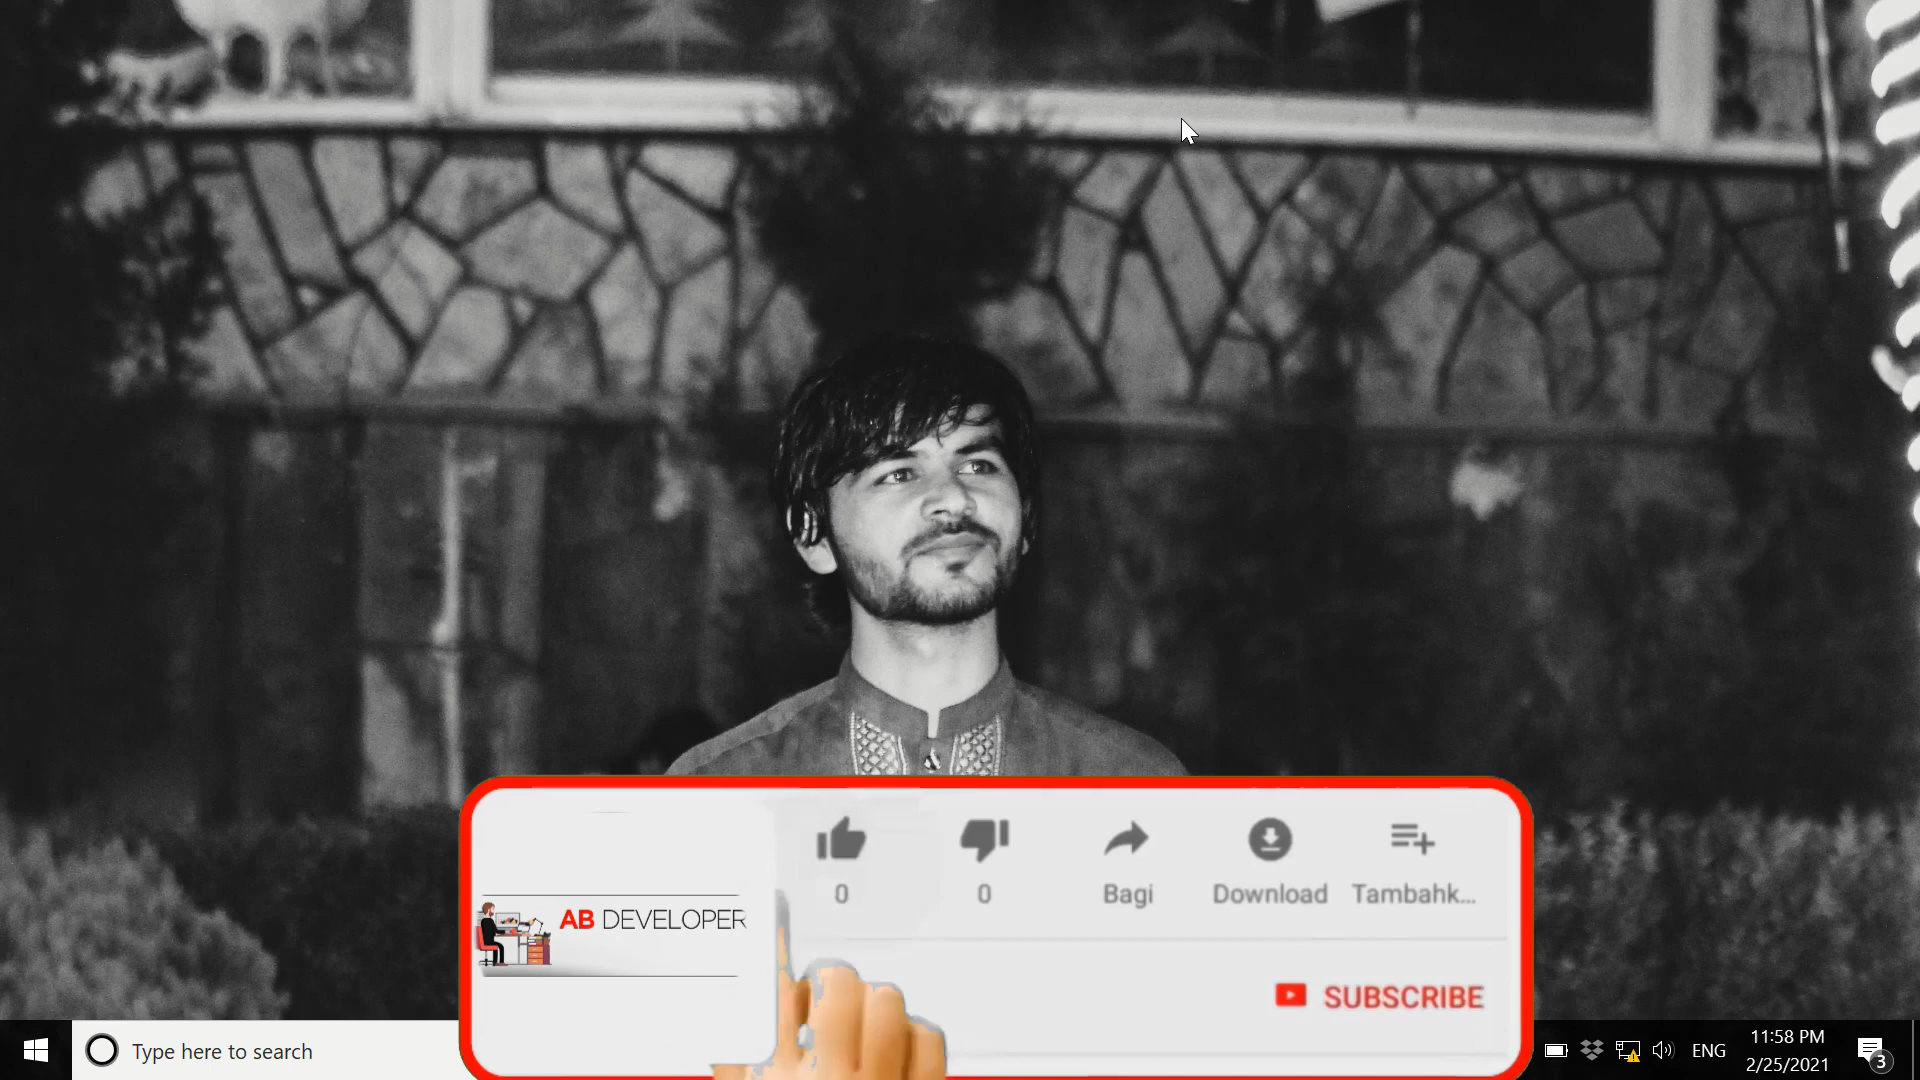 0
0
Bagi
Download
Tambahk...
AB DEVELOPER
SUBSCRIBE
Type here to search
ENG
11:58 PM
2/25/2021
3